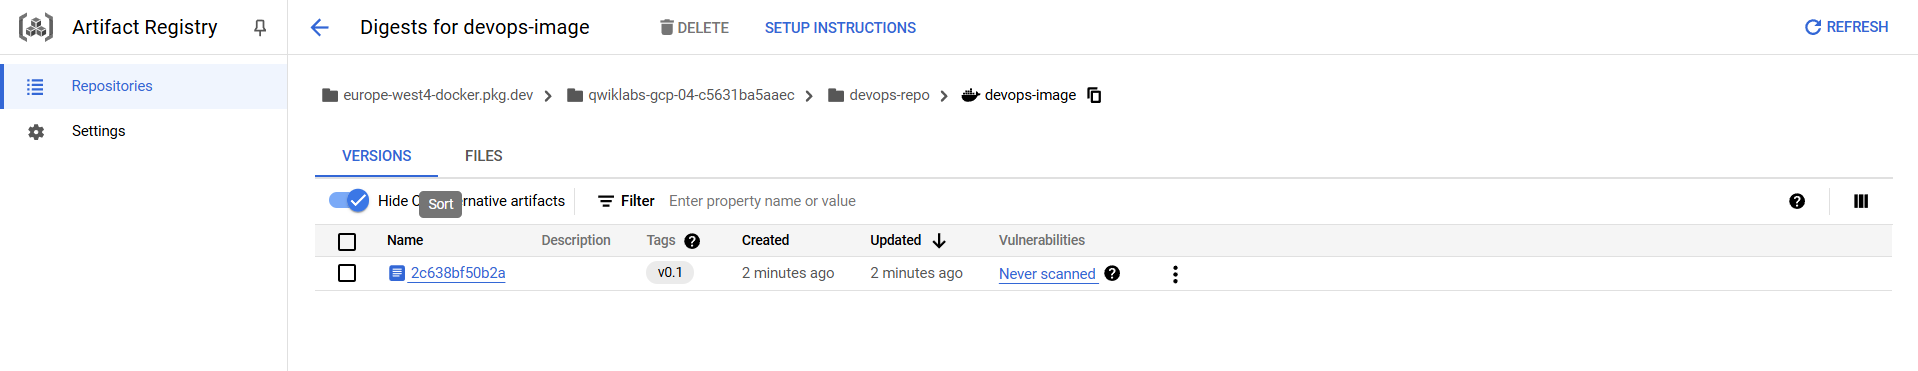 Artifact Registry
Digests for devops-image
DELETE
SETUP INSTRUCTIONS
REFRESH
Repositories
Settings
europe-west4-docker.pkg.dev
qwiklabs-gcp-04-c5631ba5aaec
devops-repo
devops-image
VERSIONS
FILES
Hide rnative artifacts
Sort
Filter
Enter property name or value
Name
Description
Tags
Created
Updated
Vulnerabilities
2c638bf50b2a
v0.1
2 minutes ago
2 minutes ago
Never scanned